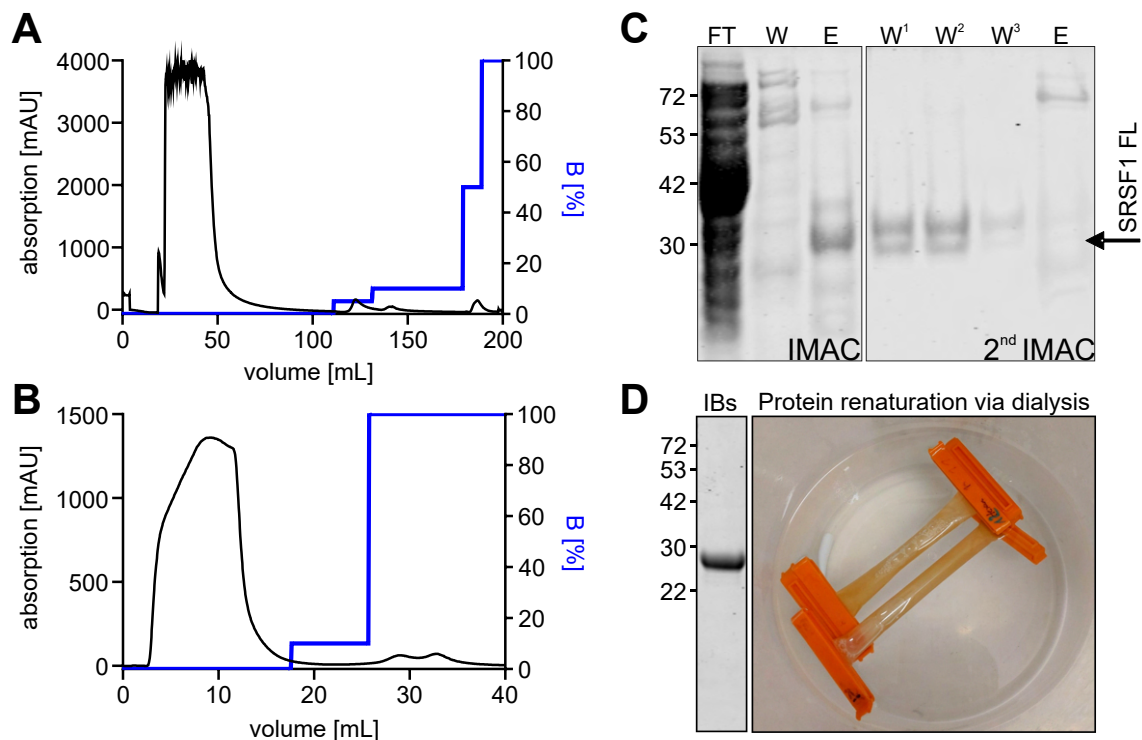 A
absorption [mAU]
4000
3000
2000
1000
0
100
80
60
40
20
0
B [%]
0
50
100
150
200
volume [mL]
B
absorption [mAU]
1500
1000
500
0
100
80
60
40
20
0
B [%]
0
10
20
30
40
volume [mL]
C
FT W E W¹ W² W³ E
72
53
42
30
IMAC
2nd IMAC
SRSF1 FL
D
IBs Protein renaturation via dialysis
72
53
42
30
22